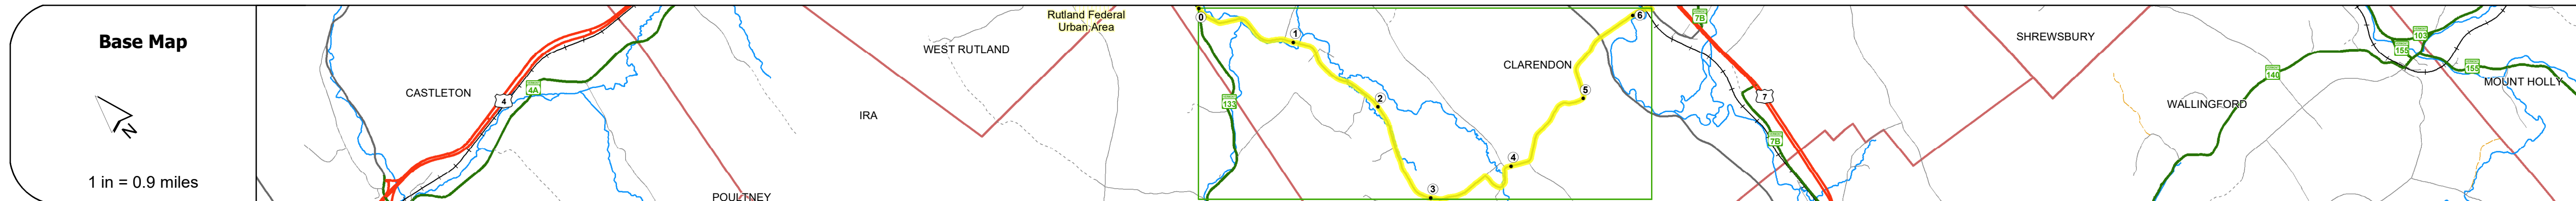 Base Map
N
1 in = 0.9 miles
CASTLETON
4
4A
POULTNEY
IRA
WEST RUTLAND
Rutland Federal
Urban Area
133
0
1
2
3
4
5
6
CLARENDON
7B
7
7B
SHREWSBURY
WALLINGFORD
140
103
155
155
MOUNT HOLLY